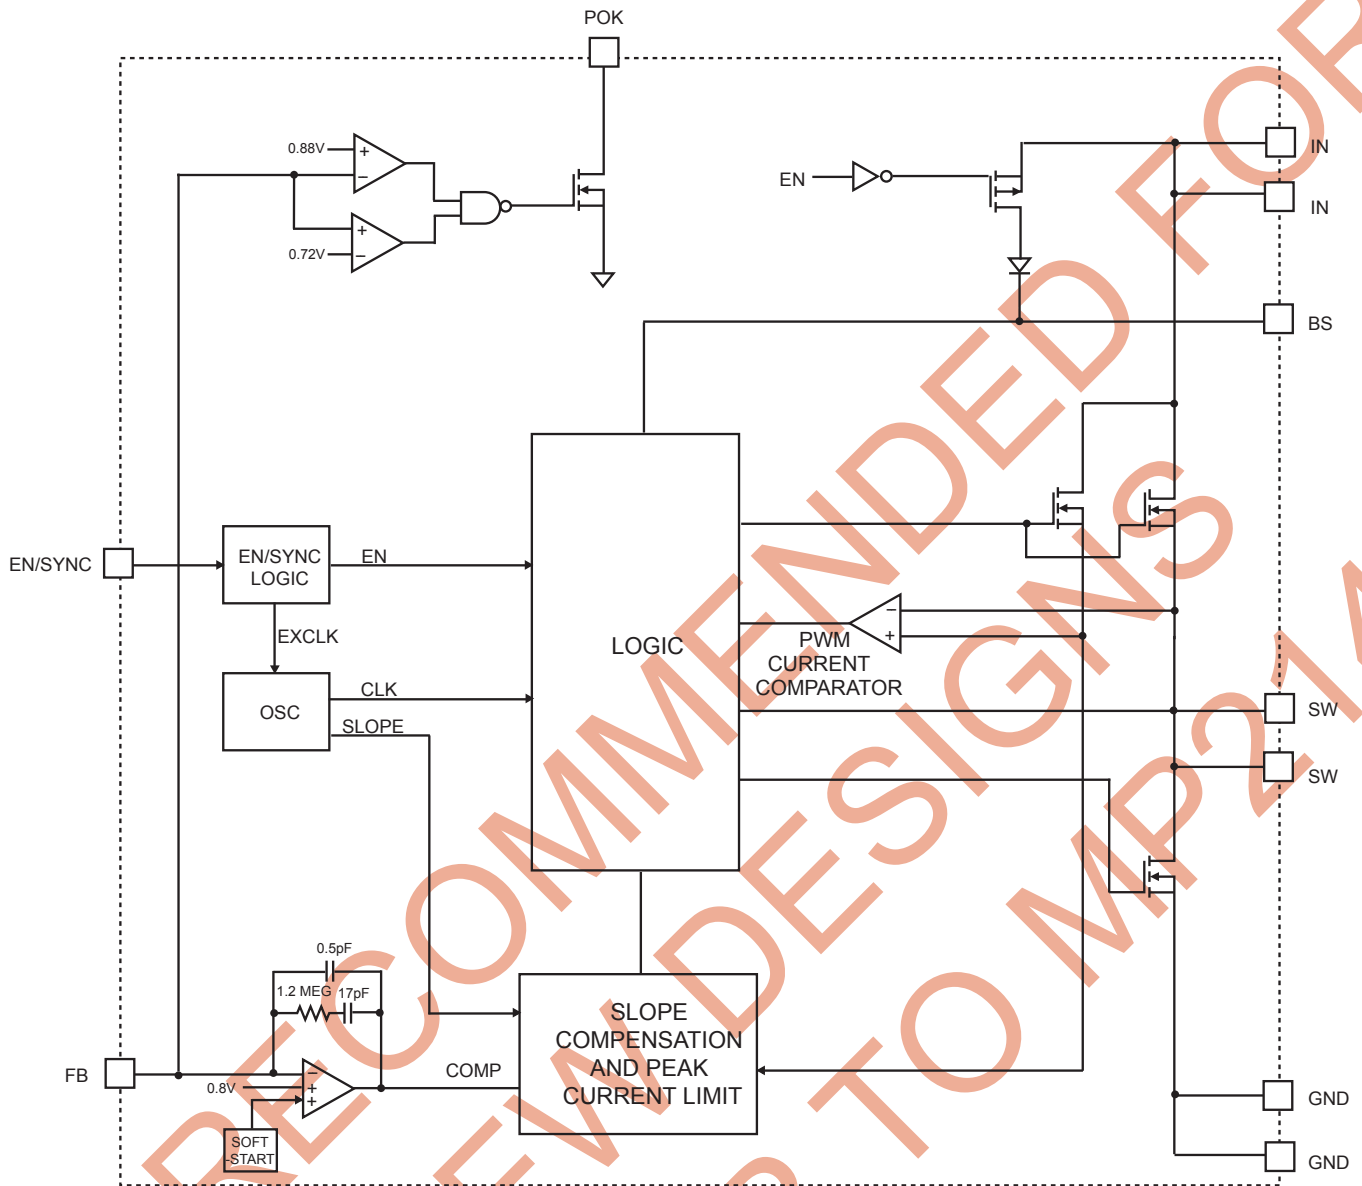 POK
0.88V
+
−
0.72V
+
−
EN
IN
IN
BS
EN/SYNC
EN/SYNC
LOGIC
EN
EXCLK
OSC
CLK
SLOPE
LOGIC
−
+
PWM
CURRENT
COMPARATOR
SW
SW
0.5pF
1.2 MEG
17pF
FB
0.8V
−
+
+
SOFT
-START
COMP
SLOPE
COMPENSATION
AND PEAK
CURRENT LIMIT
GND
GND
RECOMMENDED FOR
EW DESIGNS
TO MP214